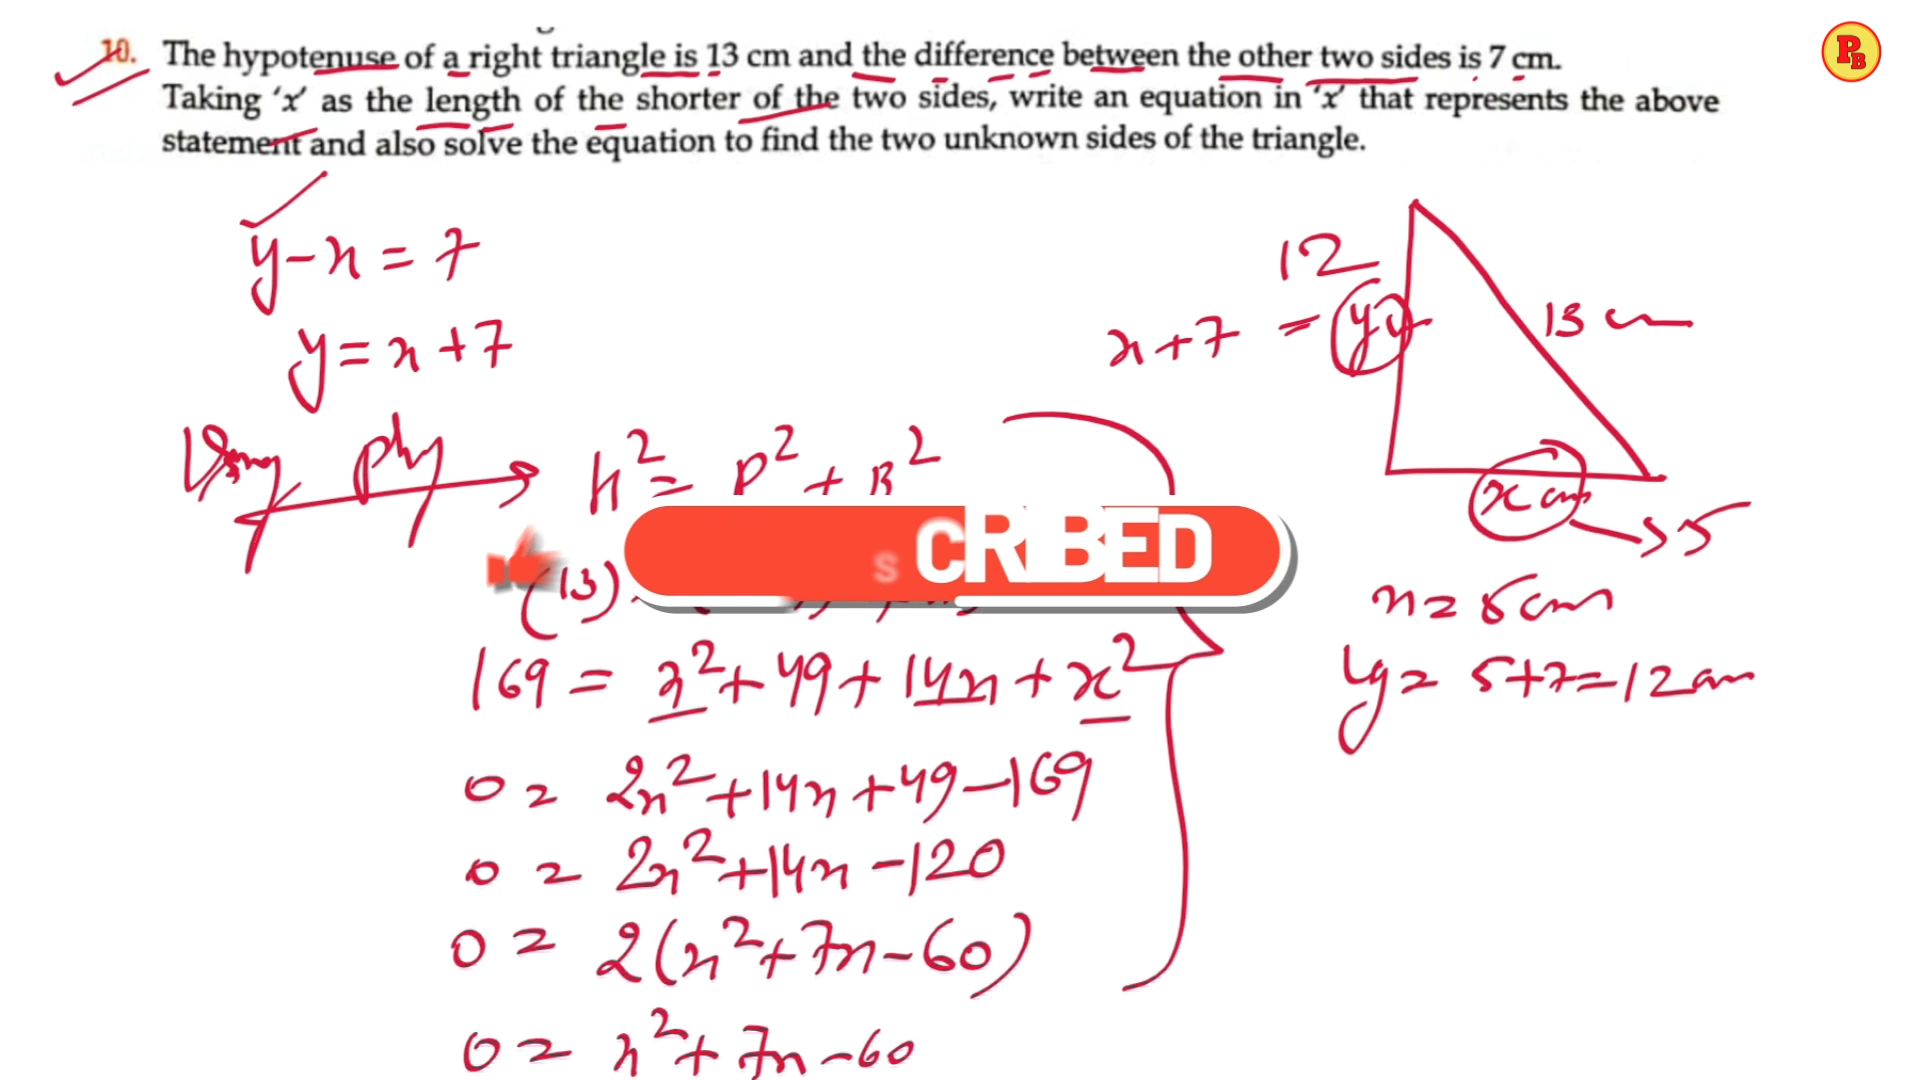 10. The hypotenuse of a right triangle is 13 cm and the difference between the other two sides is 7 cm.
Taking 'x' as the length of the shorter of the two sides, write an equation in 'x' that represents the above
statement and also solve the equation to find the two unknown sides of the triangle.
PB
y-x = 7
y = x + 7
12
x+7 = y
13 cm
x cm
→ 5
Using phy → h² = p² + B²
S CRIBED
(13)
x = 5cm
y = 5+7=12cm
169 = x² + 49 + 14x + x²
0 = 2x² + 14x + 49 - 169
0 = 2x² + 14x - 120
0 = 2(x² + 7x - 60)
0 = x² + 7x - 60